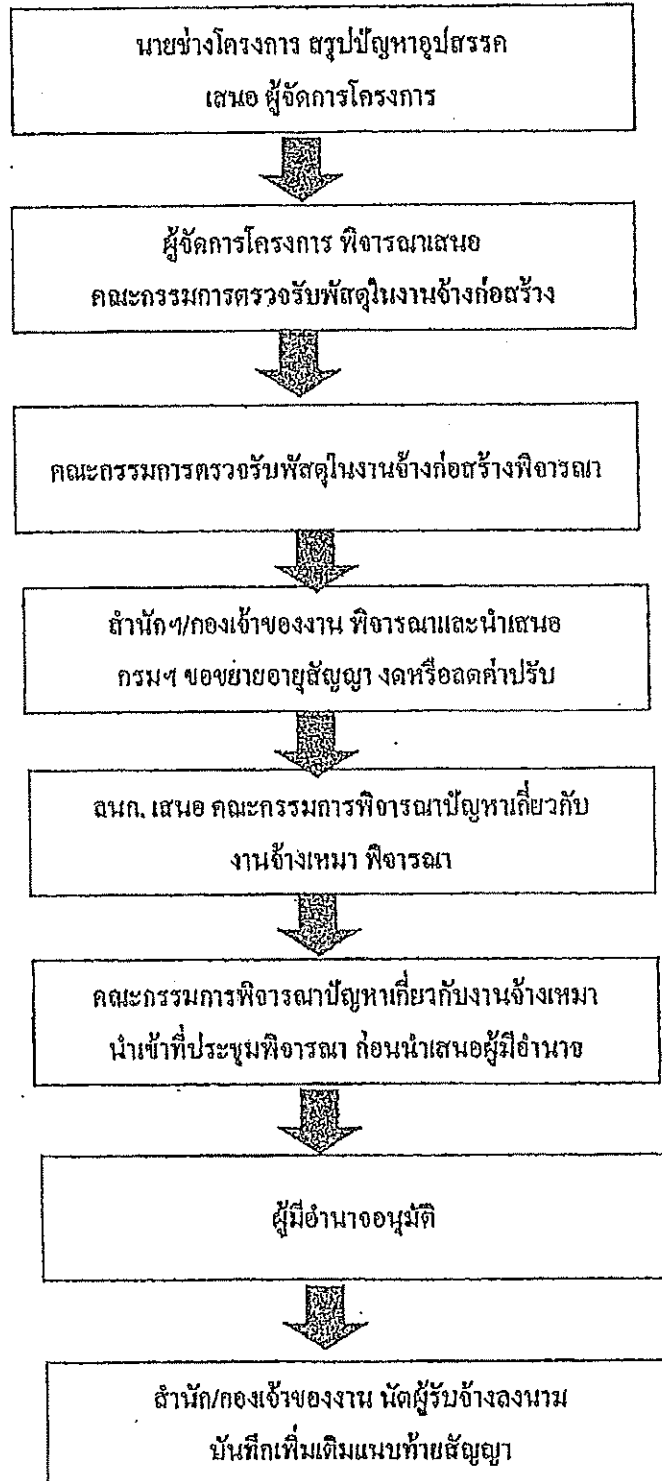 นายช่างโครงการ สรุปปัญหาอุปสรรค
เสนอ ผู้จัดการโครงการ
ผู้จัดการโครงการ พิจารณาเสนอ
คณะกรรมการตรวจรับพัสดุในงานจ้างก่อสร้าง
คณะกรรมการตรวจรับพัสดุในงานจ้างก่อสร้างพิจารณา
สำนักฯ/กองเจ้าของงาน พิจารณาและนำเสนอ
กรมฯ ขอขยายอายุสัญญา งดหรือลดค่าปรับ
ลนก. เสนอ คณะกรรมการพิจารณาปัญหาเกี่ยวกับ
งานจ้างเหมา พิจารณา
คณะกรรมการพิจารณาปัญหาเกี่ยวกับงานจ้างเหมา
นำเข้าที่ประชุมพิจารณา ก่อนนำเสนอผู้มีอำนาจ
ผู้มีอำนาจอนุมัติ
สำนัก/กองเจ้าของงาน นัดผู้รับจ้างลงนาม
บันทึกเพิ่มเติมแนบท้ายสัญญา